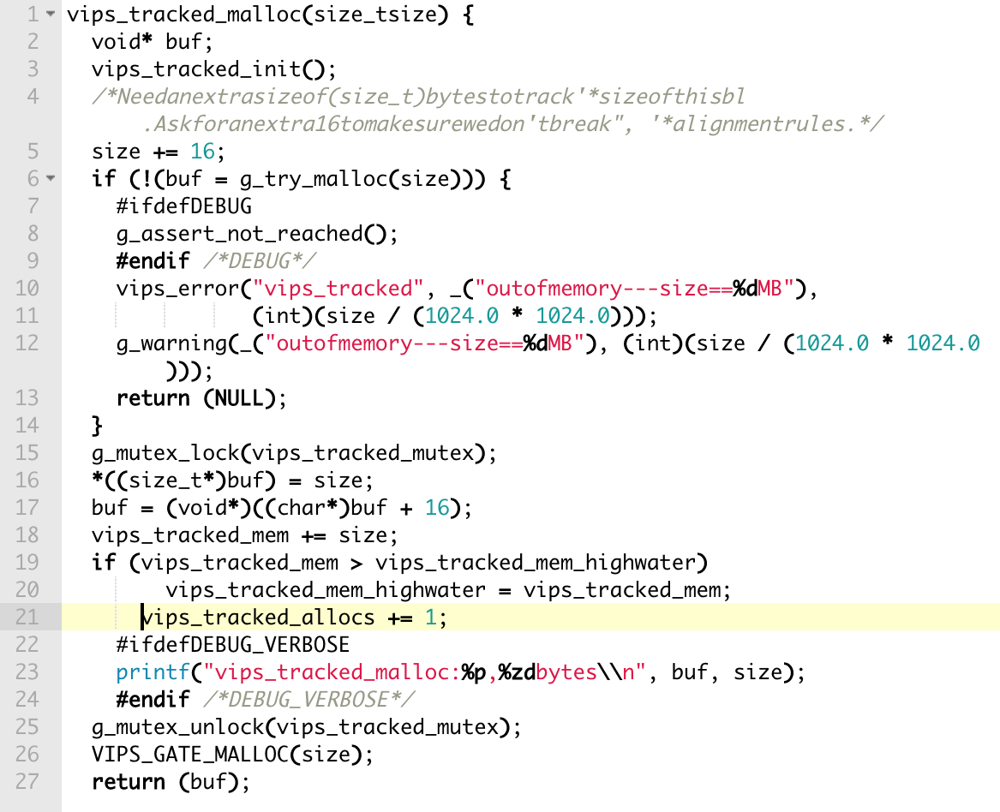 1 vips_tracked_malloc(size_tsize) {
2 void* buf;
3 vips_tracked_init();
4 /*Needanextrasizeof(size_t)bytestotrack'*sizeofthisbl
.Askforanextra16tomakesurewedon'tbreak", '*alignmentrules.*/
5 size += 16;
6 if (!(buf = g_try_malloc(size))) {
7 #ifdefDEBUG
8 g_assert_not_reached();
9 #endif /*DEBUG*/
10 vips_error("vips_tracked", _("outofmemory---size==%dMB"),
11 (int)(size / (1024.0 * 1024.0)));
12 g_warning(_("outofmemory---size==%dMB"), (int)(size / (1024.0 * 1024.0
)));
13 return (NULL);
14 }
15 g_mutex_lock(vips_tracked_mutex);
16 *((size_t*)buf) = size;
17 buf = (void*)((char*)buf + 16);
18 vips_tracked_mem += size;
19 if (vips_tracked_mem > vips_tracked_mem_highwater)
20 vips_tracked_mem_highwater = vips_tracked_mem;
21 vips_tracked_allocs += 1;
22 #ifdefDEBUG_VERBOSE
23 printf("vips_tracked_malloc:%p,%zdbytes\\n", buf, size);
24 #endif /*DEBUG_VERBOSE*/
25 g_mutex_unlock(vips_tracked_mutex);
26 VIPS_GATE_MALLOC(size);
27 return (buf);